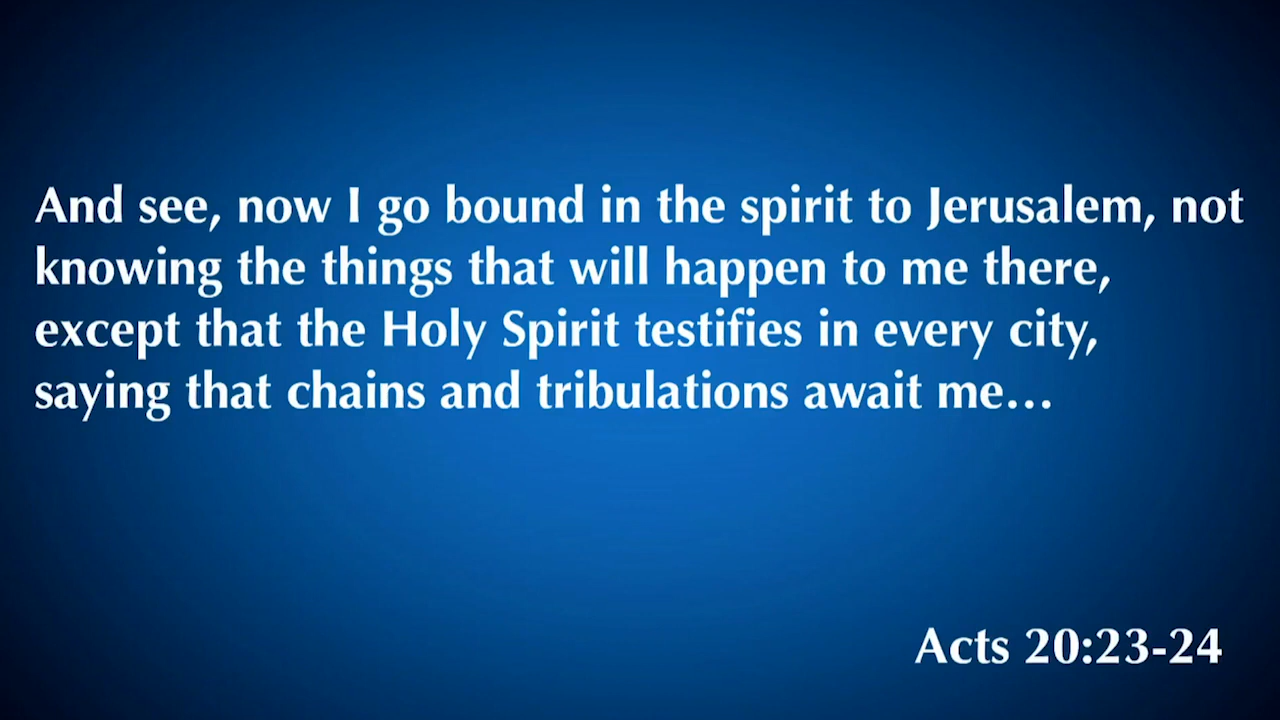 And see, now I go bound in the spirit to Jerusalem, not
knowing the things that will happen to me there,
except that the Holy Spirit testifies in every city,
saying that chains and tribulations await me…
Acts 20:23-24